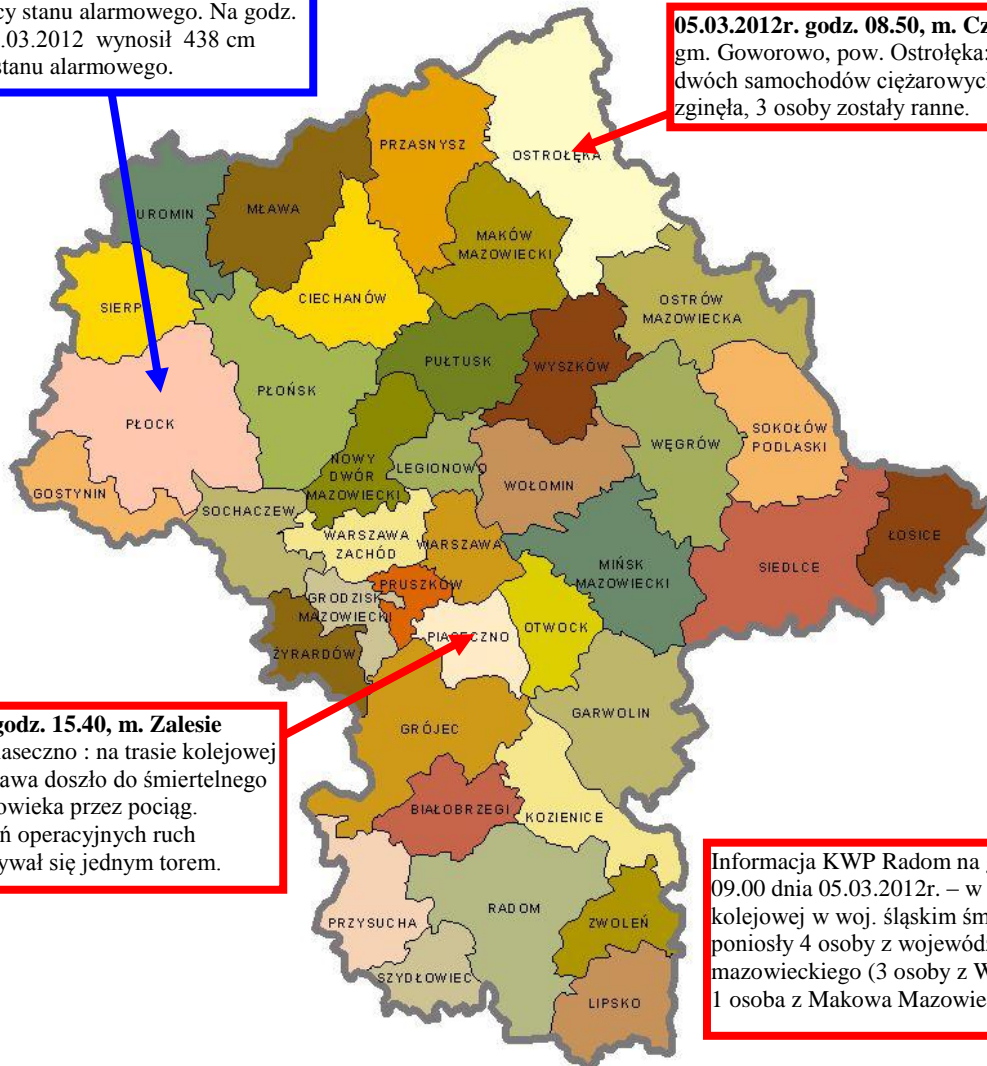 cy stanu alarmowego. Na godz.
.03.2012 wynosił 438 cm
stanu alarmowego.
05.03.2012r. godz. 08.50, m. Cz
gm. Goworowo, pow. Ostrołęka:
dwóch samochodów ciężarowych
zginęła, 3 osoby zostały ranne.
PRZASNYSZ
OSTROŁĘKA
UROMIN
MŁAWA
MAKÓW
MAZOWIECKI
SIERP
CIECHANÓW
OSTRÓW
MAZOWIECKA
PUŁTUSK
WYSZKÓW
PŁOŃSK
PŁOCK
SOKOŁÓW
PODLASKI
WĘGRÓW
NOWY
DWÓR
MAZOWIECKI
LEGIONOWO
WOŁOMIN
GOSTYNIN
SOCHACZEW
WARSZAWA
ZACHÓD
WARSZAWA
ŁOSICE
MIŃSK
MAZOWIECKI
SIEDLCE
PRUSZKÓW
GRODZISK
MAZOWIECKI
PIASECZNO
OTWOCK
ŻYRARDÓW
GARWOLIN
GRÓJEC
godz. 15.40, m. Zalesie
iaseczno : na trasie kolejowej
awa doszło do śmiertelnego
owieka przez pociąg.
ń operacyjnych ruch
ywał się jednym torem.
BIAŁOBRZEGI
KOZIENICE
PRZYSUCHA
RADOM
ZWOLEŃ
SZYDŁOWIEC
LIPSKO
Informacja KWP Radom na
09.00 dnia 05.03.2012r. – w
kolejowej w woj. śląskim śm
poniosły 4 osoby z wojewód
mazowieckiego (3 osoby z W
1 osoba z Makowa Mazowie